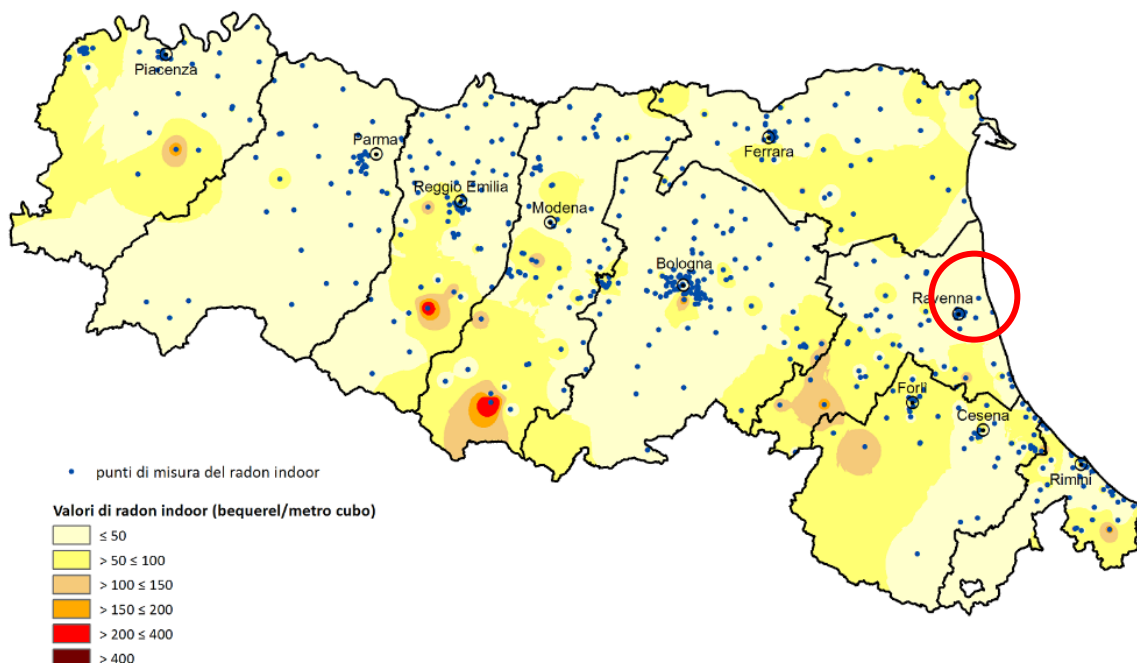 Piacenza
Parma
Ferrara
Reggio Emilia
Modena
Bologna
Ravenna
Forlì
Cesena
Rimini
punti di misura del radon indoor
Valori di radon indoor (bequerel/metro cubo)
≤ 50
> 50 ≤ 100
> 100 ≤ 150
> 150 ≤ 200
> 200 ≤ 400
> 400